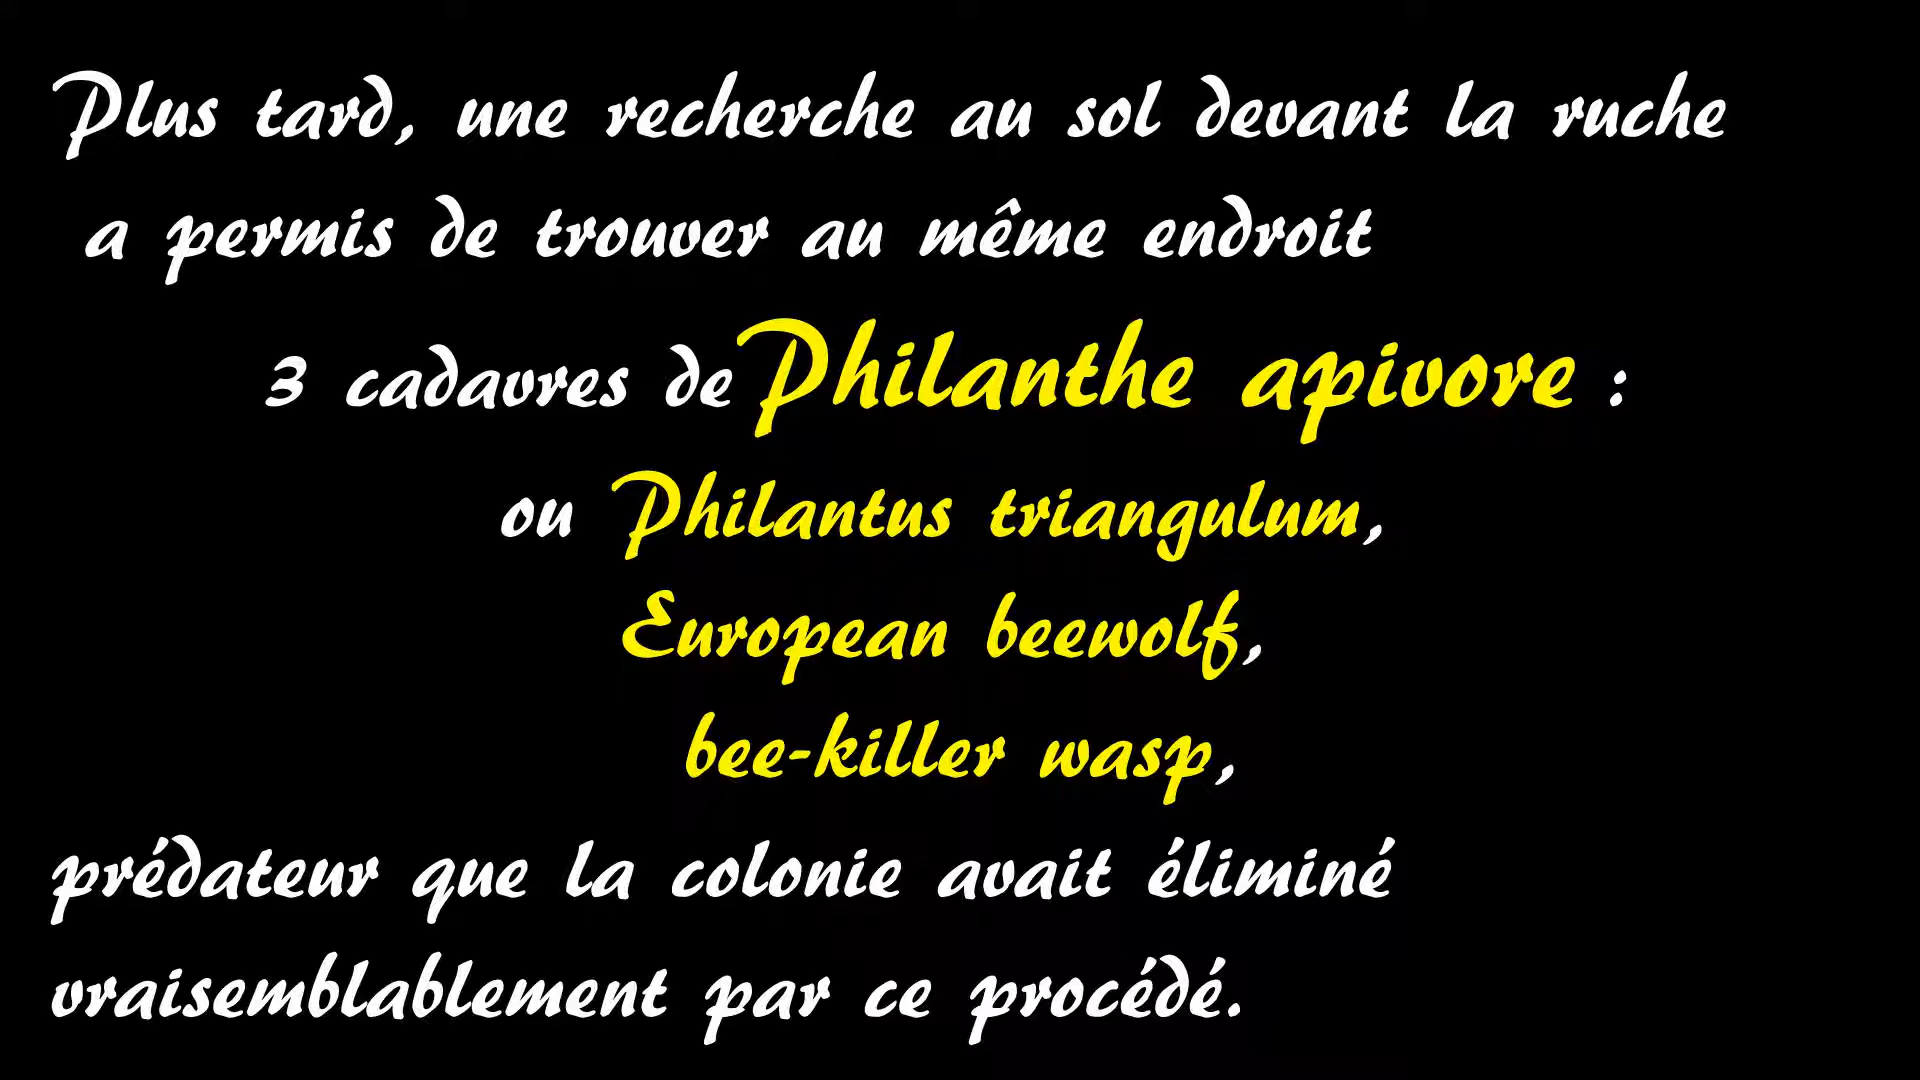 Plus tard, une recherche au sol devant la ruche
a permis de trouver au même endroit
3 cadavres de Philanthe apivore :
ou Philantus triangulum,
European beewolf,
bee-killer wasp,
prédateur que la colonie avait éliminé
vraisemblablement par ce procédé.